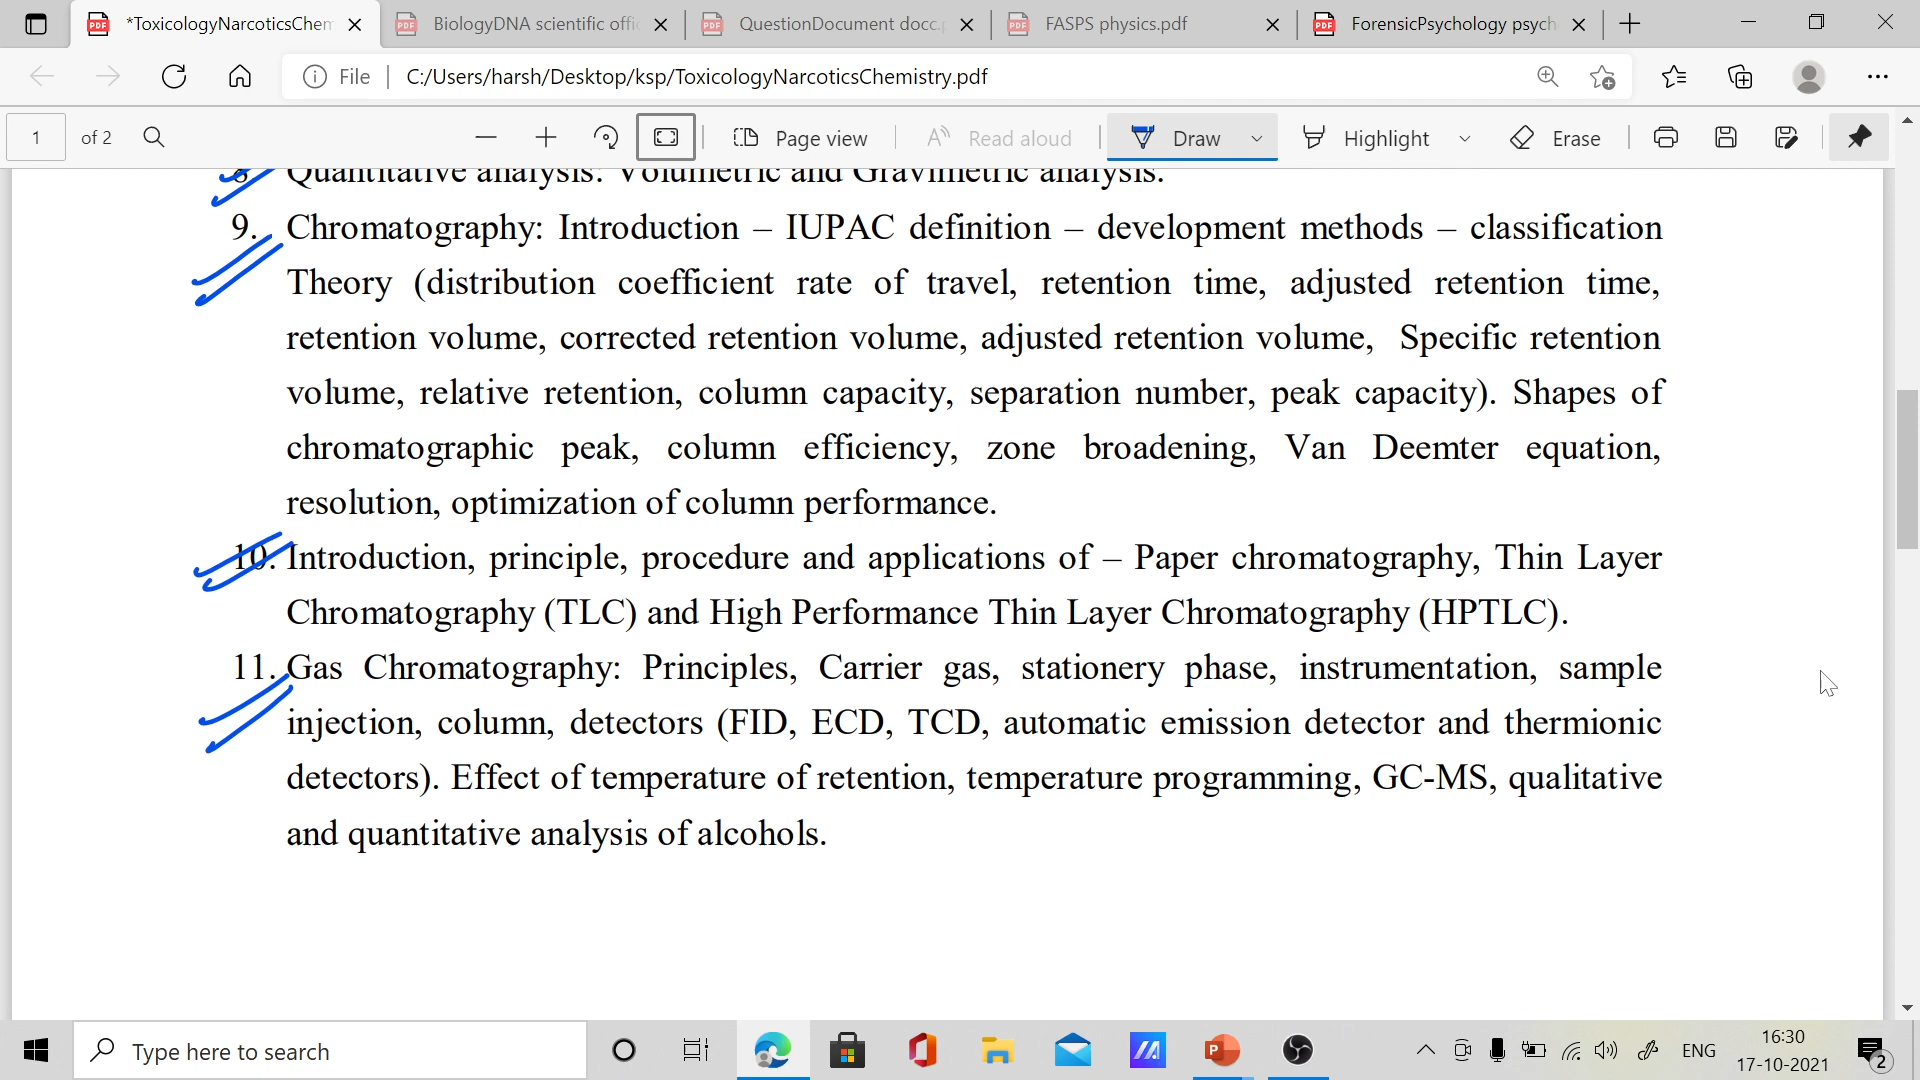 *ToxicologyNarcoticsChem
BiologyDNA scientific offi
QuestionDocument docc.p
FASPS physics.pdf
ForensicPsychology psych
File
C:/Users/harsh/Desktop/ksp/ToxicologyNarcoticsChemistry.pdf
1 of 2
Page view
Read aloud
Draw
Highlight
Erase
8 Quantitative analysis: Volumetric and Gravimetric analysis.
9. Chromatography: Introduction – IUPAC definition – development methods – classification
Theory (distribution coefficient rate of travel, retention time, adjusted retention time,
retention volume, corrected retention volume, adjusted retention volume, Specific retention
volume, relative retention, column capacity, separation number, peak capacity). Shapes of
chromatographic peak, column efficiency, zone broadening, Van Deemter equation,
resolution, optimization of column performance.
10. Introduction, principle, procedure and applications of – Paper chromatography, Thin Layer
Chromatography (TLC) and High Performance Thin Layer Chromatography (HPTLC).
11. Gas Chromatography: Principles, Carrier gas, stationery phase, instrumentation, sample
injection, column, detectors (FID, ECD, TCD, automatic emission detector and thermionic
detectors). Effect of temperature of retention, temperature programming, GC-MS, qualitative
and quantitative analysis of alcohols.
Type here to search
ENG
16:30
17-10-2021
2